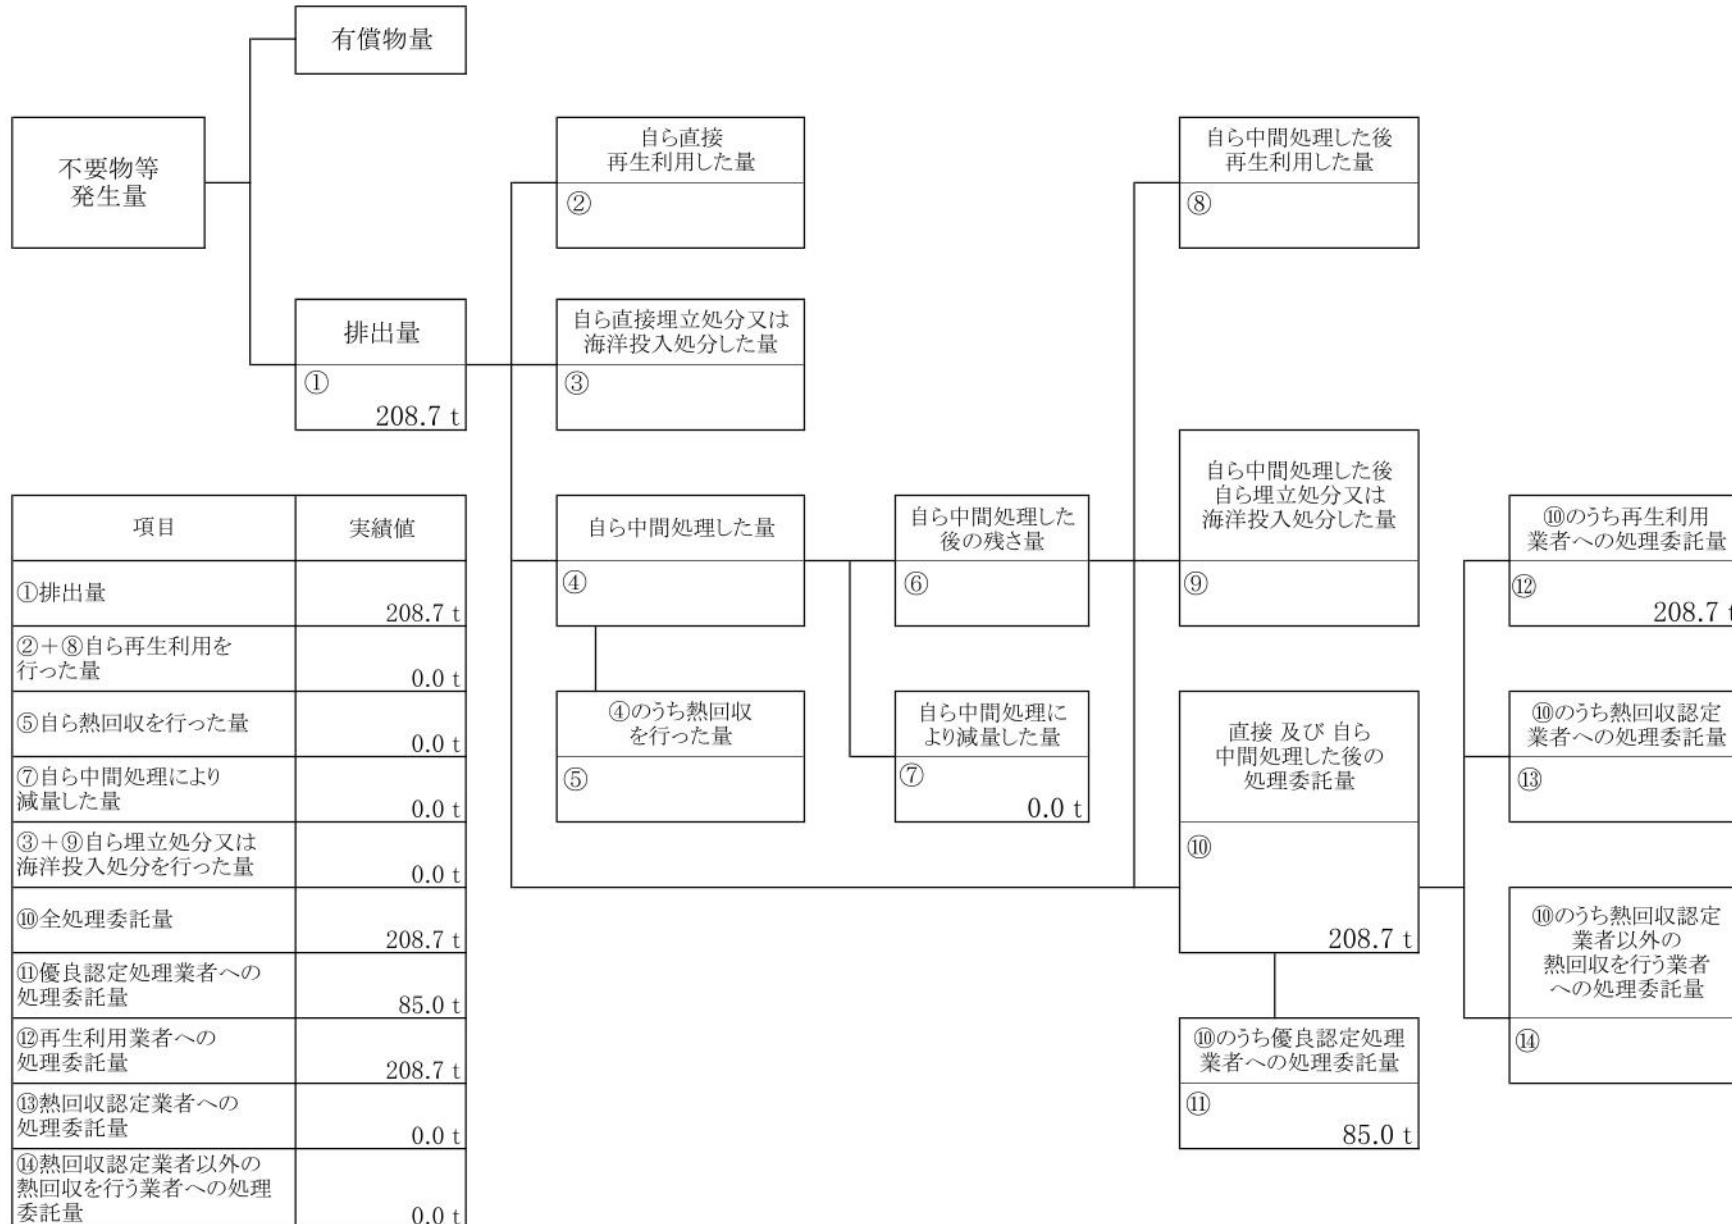 有償物量
不要物等
発生量
自ら直接
再生利用した量
②
自ら中間処理した後
再生利用した量
⑧
排出量
①
208.7 t
自ら直接埋立処分又は
海洋投入処分した量
③
項目
実績値
①排出量
208.7 t
②＋⑧自ら再生利用を
行った量
0.0 t
⑤自ら熱回収を行った量
0.0 t
⑦自ら中間処理により
減量した量
0.0 t
③＋⑨自ら埋立処分又は
海洋投入処分を行った量
0.0 t
⑩全処理委託量
208.7 t
⑪優良認定処理業者への
処理委託量
85.0 t
⑫再生利用業者への
処理委託量
208.7 t
⑬熱回収認定業者への
処理委託量
0.0 t
⑭熱回収認定業者以外の
熱回収を行う業者への処理
委託量
0.0 t
自ら中間処理した量
④
④のうち熱回収
を行った量
⑤
自ら中間処理した
後の残さ量
⑥
自ら中間処理に
より減量した量
⑦
0.0 t
自ら中間処理した後
自ら埋立処分又は
海洋投入処分した量
⑨
直接 及び 自ら
中間処理した後の
処理委託量
⑩
208.7 t
⑩のうち優良認定処理
業者への処理委託量
⑪
85.0 t
⑩のうち再生利用
業者への処理委託量
⑫
208.7 t
⑩のうち熱回収認定
業者への処理委託量
⑬
⑩のうち熱回収認定
業者以外の
熱回収を行う業者
への処理委託量
⑭